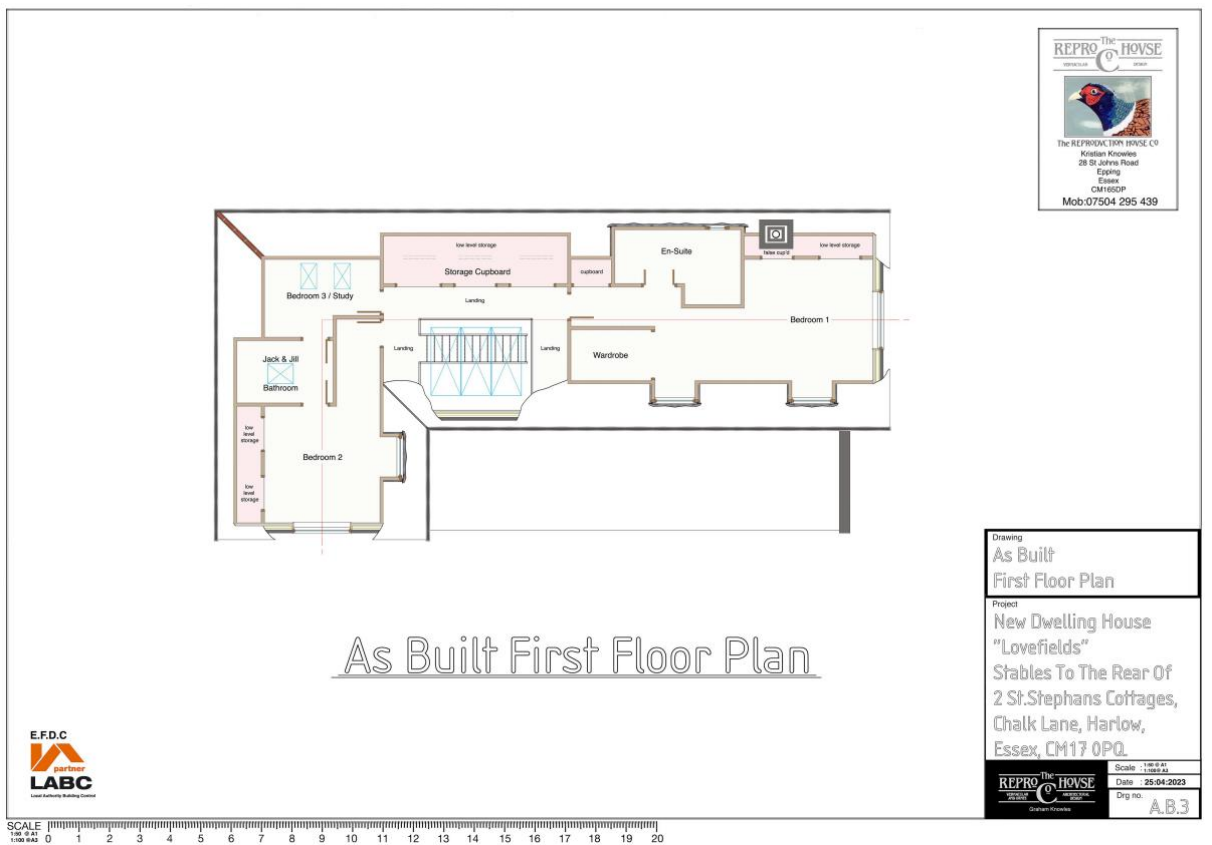 The
REPRO Co HOVSE
VERNACULAR DESIGN
The REPRODVCTION HOVSE CO
Kristian Knowles
28 St Johns Road
Epping
Essex
CM165DP
Mob:07504 295 439
low level storage
Storage Cupboard
cupboard
En-Suite
false cup'd
low level storage
Bedroom 3 / Study
Landing
Bedroom 1
Landing
Landing
Wardrobe
Jack & Jill
Bathroom
low
level
storage
Bedroom 2
low
level
storage
As Built First Floor Plan
Drawing
As Built
First Floor Plan
Project
New Dwelling House
"Lovefields"
Stables To The Rear Of
2 St.Stephans Cottages,
Chalk Lane, Harlow,
Essex, CM17 0PQ.
The
REPRO Co HOVSE
Graham Knowles
Scale : 1:50 @ A1
: 1:100@ A3
Date : 25:04:2023
Drg no.
A.B.3
E.F.D.C
partner
LABC
Local Authority Building Control
SCALE
1:50 @ A1
1:100 @A3
0 1 2 3 4 5 6 7 8 9 10 11 12 13 14 15 16 17 18 19 20